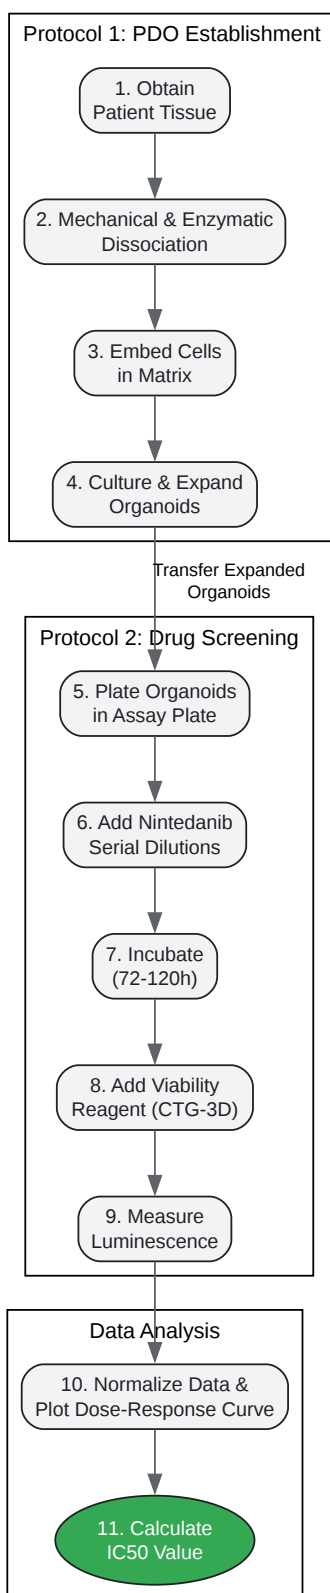 Protocol 1: PDO Establishment
1. Obtain
Patient Tissue
2. Mechanical & Enzymatic
Dissociation
3. Embed Cells
in Matrix
4. Culture & Expand
Organoids
Transfer Expanded
Organoids
Protocol 2: Drug Screening
5. Plate Organoids
in Assay Plate
6. Add Nintedanib
Serial Dilutions
7. Incubate
(72-120h)
8. Add Viability
Reagent (CTG-3D)
9. Measure
Luminescence
Data Analysis
10. Normalize Data &
Plot Dose-Response Curve
11. Calculate
IC50 Value